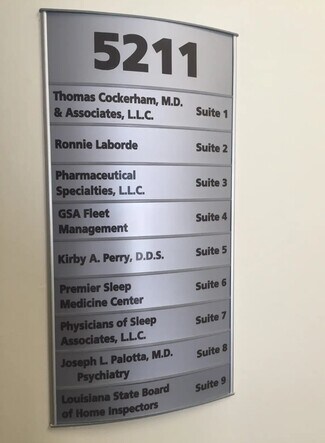 5211
Thomas Cockerham, M.D.
& Associates, L.L.C. Suite 1
Ronnie Laborde Suite 2
Pharmaceutical
Specialties, L.L.C. Suite 3
GSA Fleet
Management Suite 4
Kirby A. Perry, D.D.S. Suite 5
Premier Sleep
Medicine Center Suite 6
Physicians of Sleep
Associates, L.L.C. Suite 7
Joseph L. Palotta, M.D.
Psychiatry Suite 8
Louisiana State Board
of Home Inspectors Suite 9